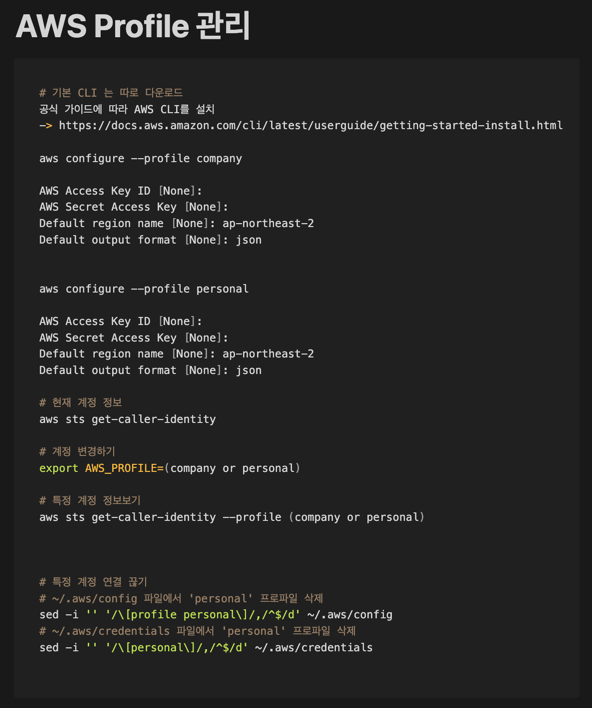 AWS Profile 관리
# 기본 CLI 는 따로 다운로드
공식 가이드에 따라 AWS CLI를 설치
-> https://docs.aws.amazon.com/cli/latest/userguide/getting-started-install.html
aws configure --profile company
AWS Access Key ID [None]:
AWS Secret Access Key [None]:
Default region name [None]: ap-northeast-2
Default output format [None]: json
aws configure --profile personal
AWS Access Key ID [None]:
AWS Secret Access Key [None]:
Default region name [None]: ap-northeast-2
Default output format [None]: json
# 현재 계정 정보
aws sts get-caller-identity
# 계정 변경하기
export AWS_PROFILE=(company or personal)
# 특정 계정 정보보기
aws sts get-caller-identity --profile (company or personal)
# 특정 계정 연결 끊기
# ~/.aws/config 파일에서 'personal' 프로파일 삭제
sed -i '' '/\[profile personal\]/,/^$/d' ~/.aws/config
# ~/.aws/credentials 파일에서 'personal' 프로파일 삭제
sed -i '' '/\[personal\]/,/^$/d' ~/.aws/credentials